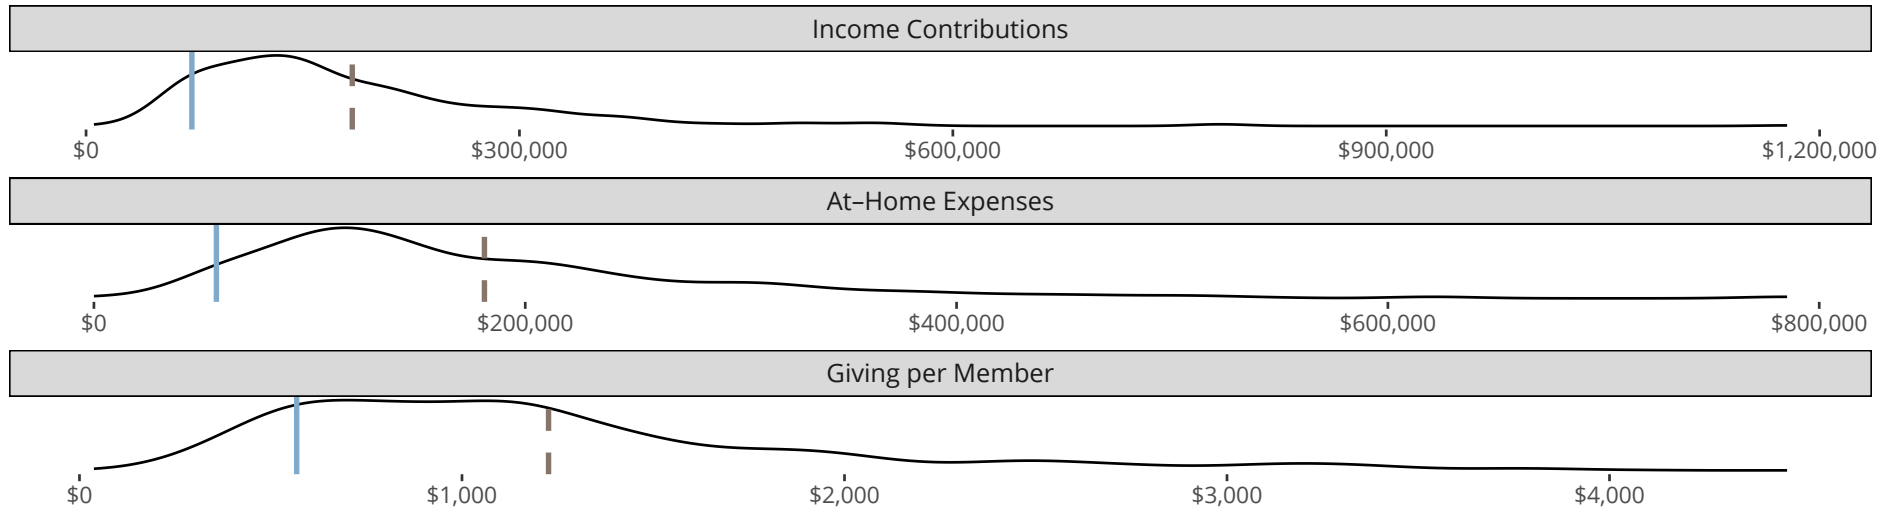 Income Contributions
$0 $300,000 $600,000 $900,000 $1,200,000
At–Home Expenses
$0 $200,000 $400,000 $600,000 $800,000
Giving per Member
$0 $1,000 $2,000 $3,000 $4,000